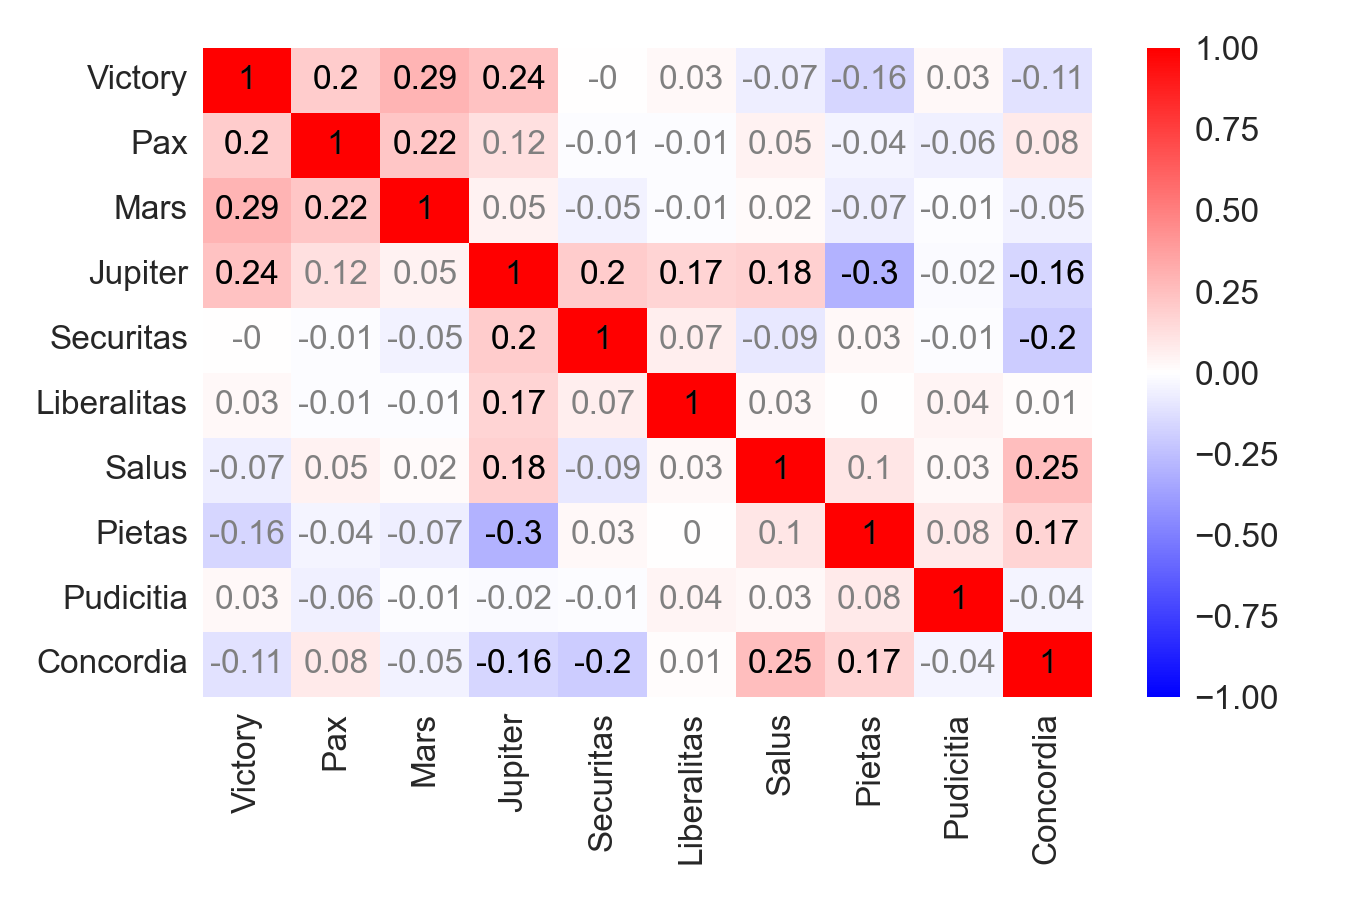 Victory 1 0.2 0.29 0.24 -0 0.03 -0.07 -0.16 0.03 -0.11
Pax 0.2 1 0.22 0.12 -0.01 -0.01 0.05 -0.04 -0.06 0.08
Mars 0.29 0.22 1 0.05 -0.05 -0.01 0.02 -0.07 -0.01 -0.05
Jupiter 0.24 0.12 0.05 1 0.2 0.17 0.18 -0.3 -0.02 -0.16
Securitas -0 -0.01 -0.05 0.2 1 0.07 -0.09 0.03 -0.01 -0.2
Liberalitas 0.03 -0.01 -0.01 0.17 0.07 1 0.03 0 0.04 0.01
Salus -0.07 0.05 0.02 0.18 -0.09 0.03 1 0.1 0.03 0.25
Pietas -0.16 -0.04 -0.07 -0.3 0.03 0 0.1 1 0.08 0.17
Pudicitia 0.03 -0.06 -0.01 -0.02 -0.01 0.04 0.03 0.08 1 -0.04
Concordia -0.11 0.08 -0.05 -0.16 -0.2 0.01 0.25 0.17 -0.04 1
Victory Pax Mars Jupiter Securitas Liberalitas Salus Pietas Pudicitia Concordia
1.00
0.75
0.50
0.25
0.00
−0.25
−0.50
−0.75
−1.00